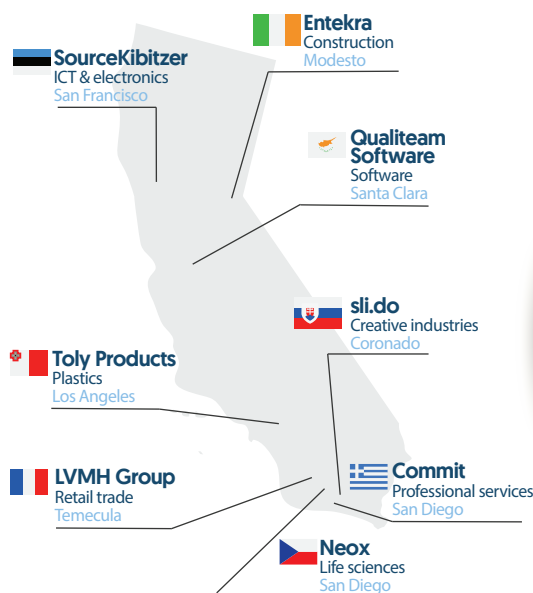 Entekra
Construction
Modesto
SourceKibitzer
ICT & electronics
San Francisco
Qualiteam
Software
Software
Santa Clara
sli.do
Creative industries
Coronado
Toly Products
Plastics
Los Angeles
LVMH Group
Retail trade
Temecula
Commit
Professional services
San Diego
Neox
Life sciences
San Diego